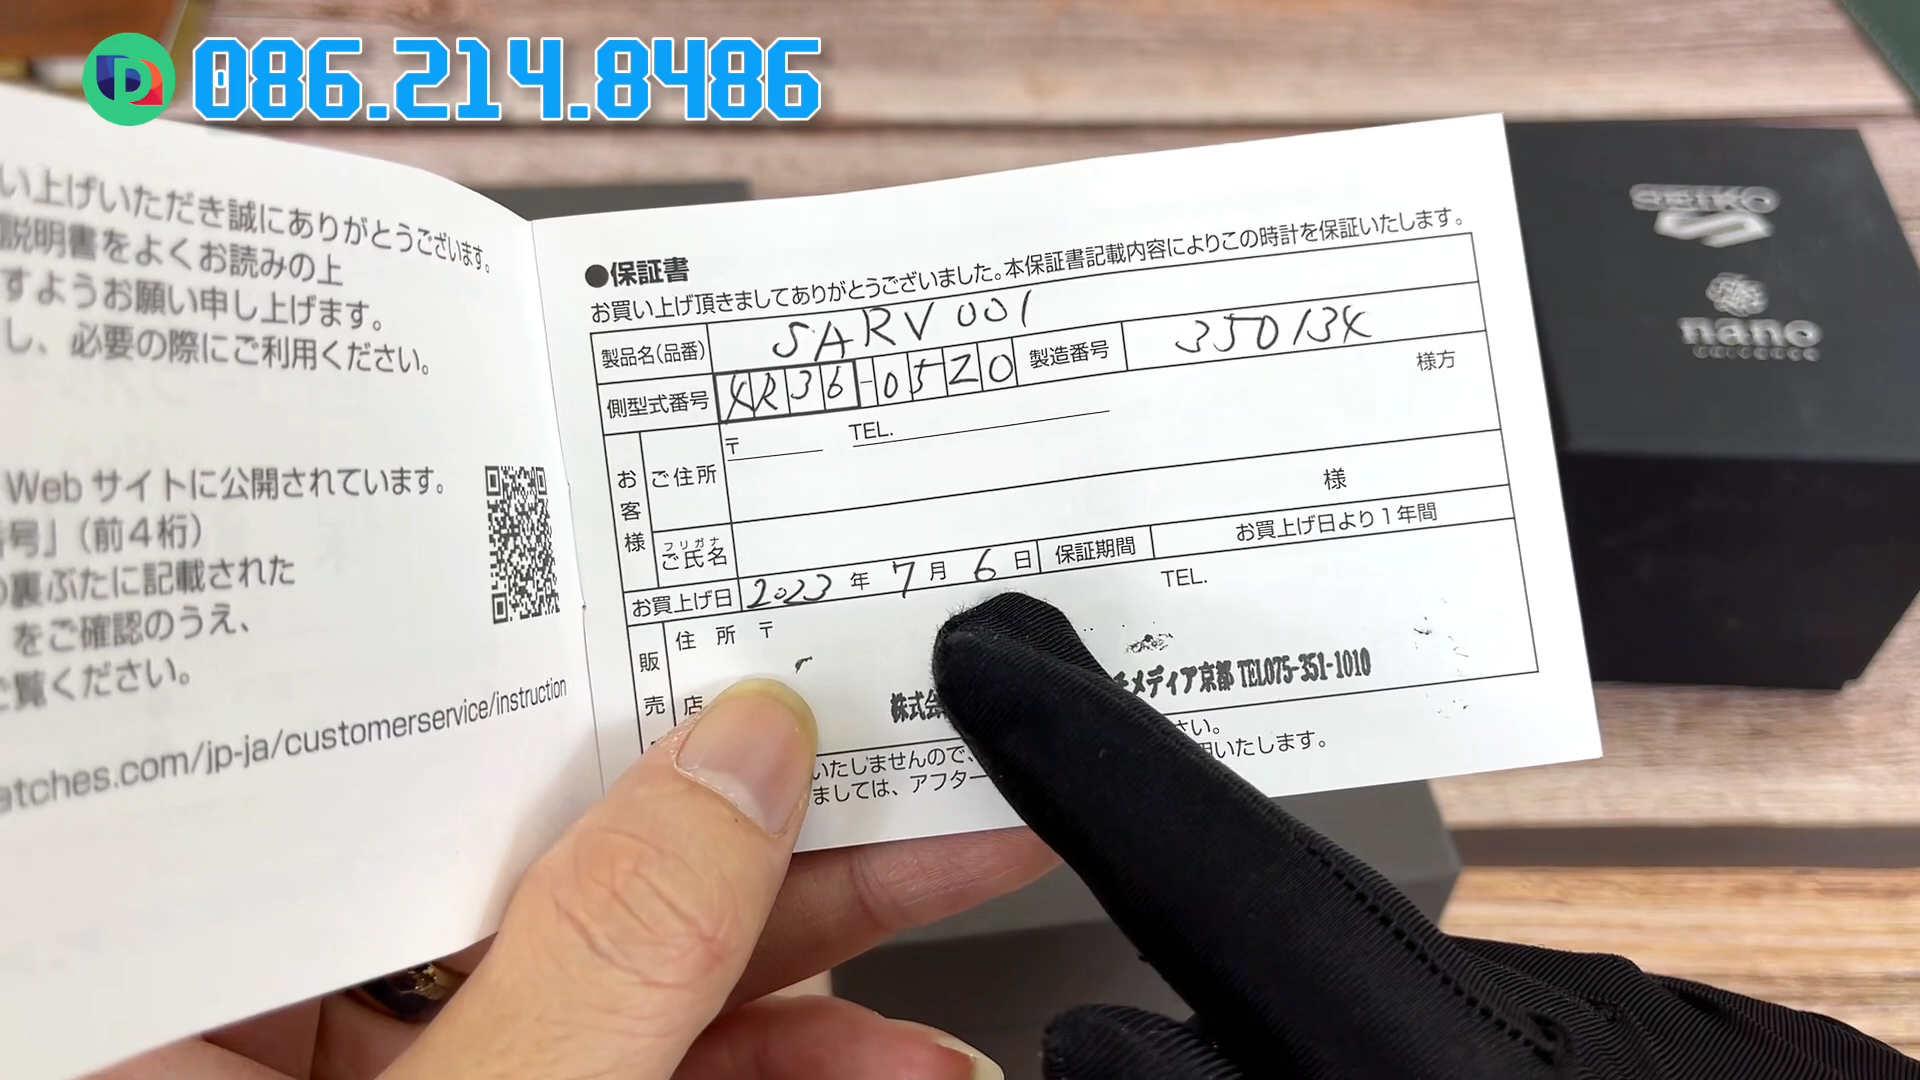 086.214.8486
い上げいただき誠にありがとうございます。
説明書をよくお読みの上
すようお願い申し上げます。
し、必要の際にご利用ください。
Webサイトに公開されています。
号」（前4桁）
の裏ぶたに記載された
をご確認のうえ、
ご覧ください。
atches.com/jp-ja/customerservice/instruction
●保証書
お買い上げ頂きましてありがとうございました。本保証書記載内容によりこの時計を保証いたします。
製品名（品番） SARV001
側型式番号 4R36-0520 製造番号 350134
お客様 ご住所 〒 TEL. 様方
フリガナ
ご氏名 様
お買上げ日 2023年7月6日 保証期間 お買上げ日より1年間
販売店 住所 〒 TEL.
株式会 メディア京都 TEL075-351-1010
いたしませんので、 さい。
ましては、アフター いたします。
SEIKO
5
nano